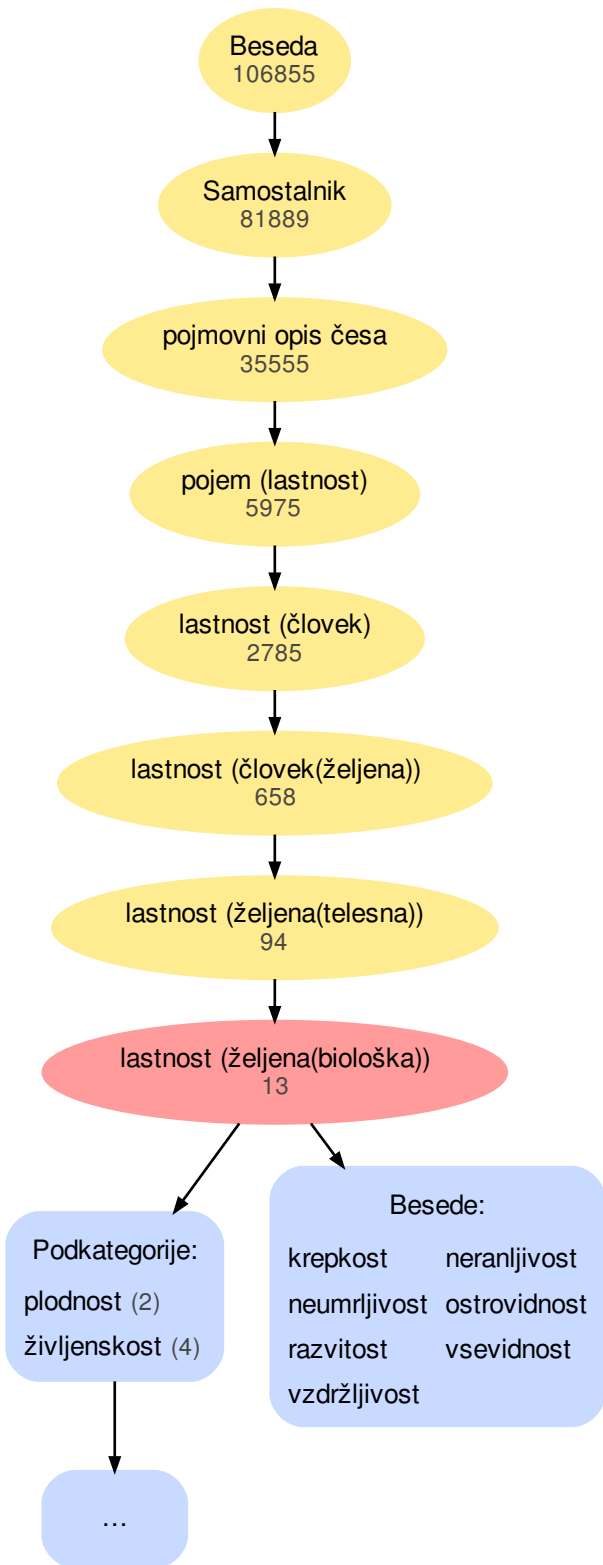 Beseda
106855
Samostalnik
81889
pojmovni opis česa
35555
pojem (lastnost)
5975
lastnost (človek)
2785
lastnost (človek(željena))
658
lastnost (željena(telesna))
94
lastnost (željena(biološka))
13
Podkategorije:
plodnost (2)
življenskost (4)
...
Besede:
krepkost neranljivost
neumrljivost ostrovidnost
razvitost vsevidnost
vzdržljivost